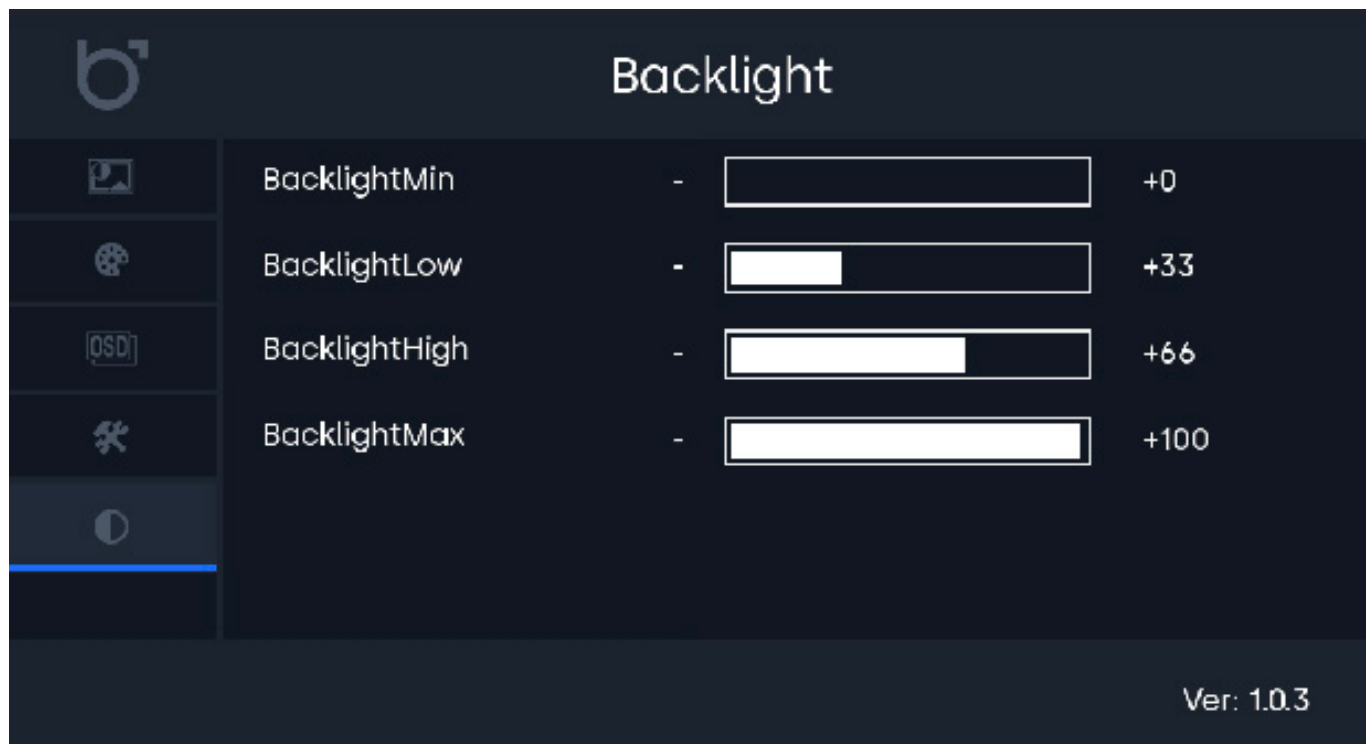 Backlight
BacklightMin - +0
BacklightLow - +33
OSD
BacklightHigh - +66
BacklightMax - +100
Ver: 1.0.3